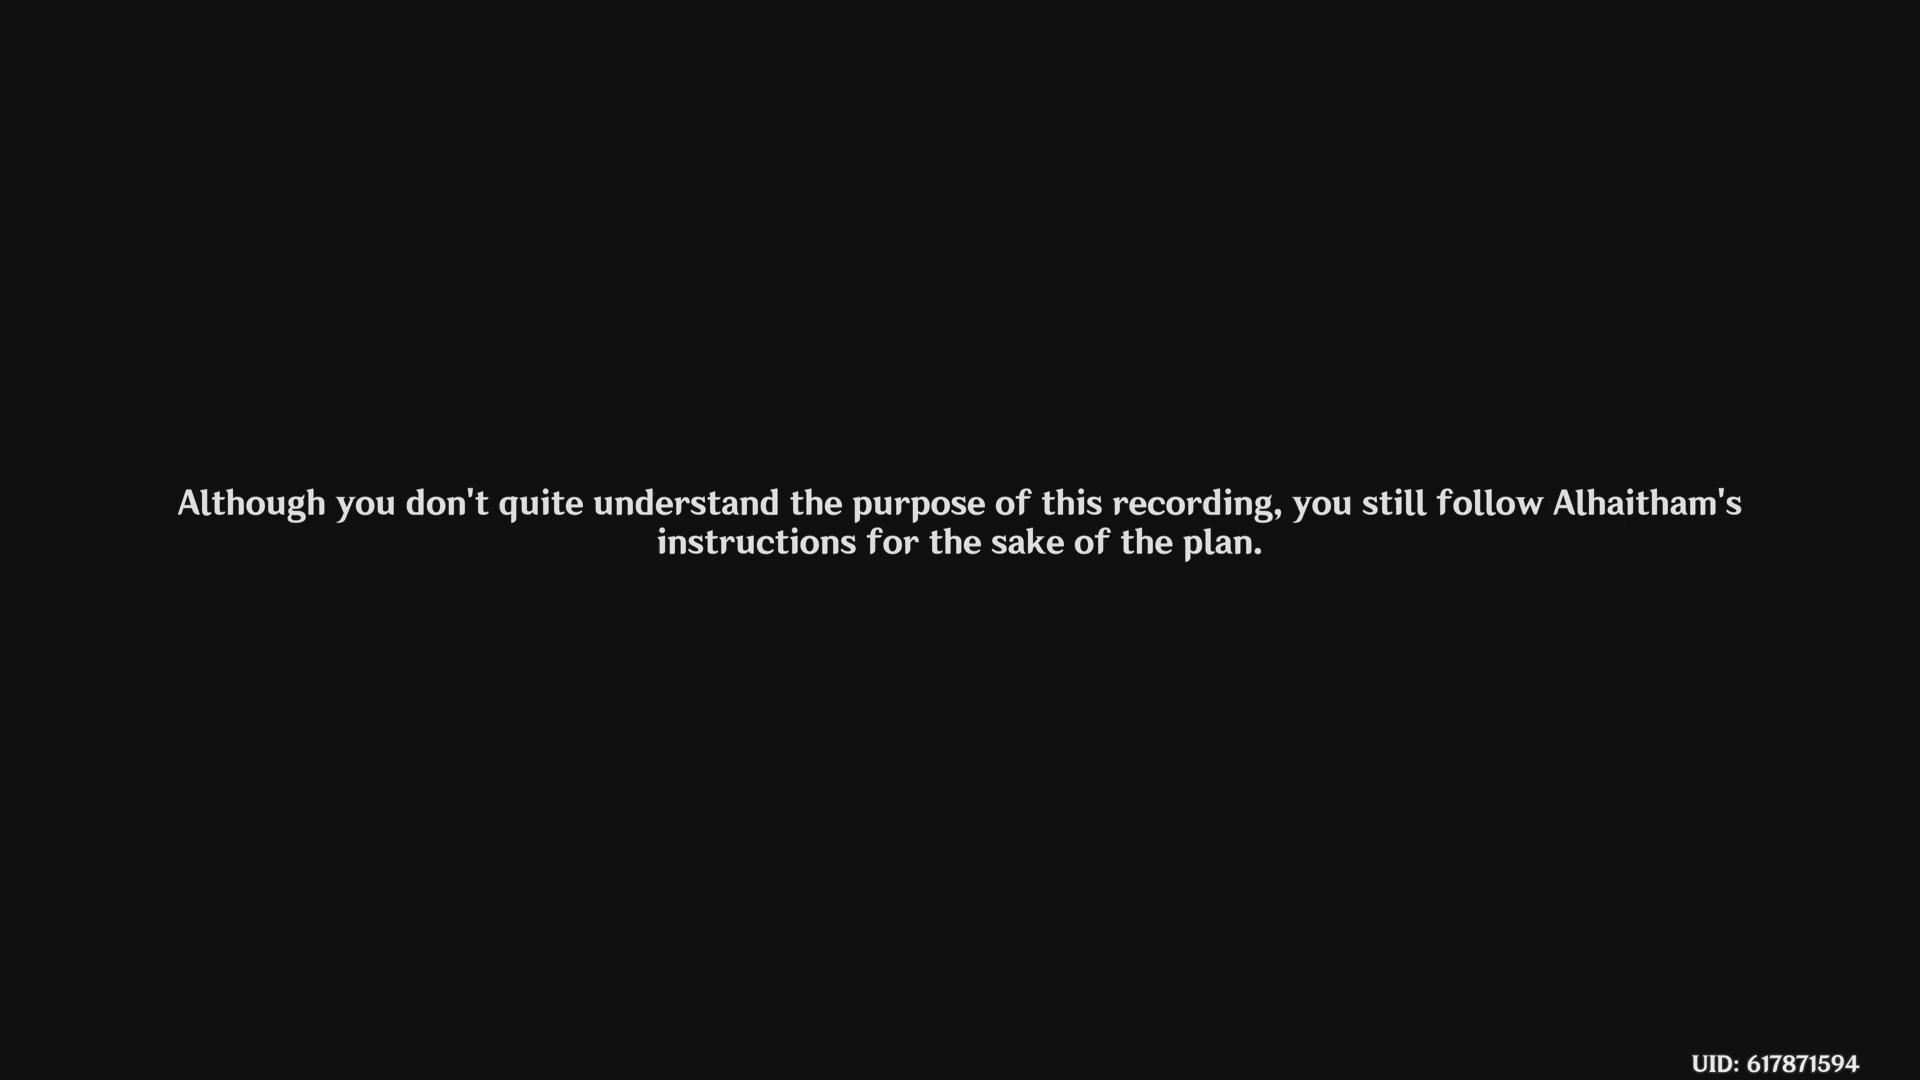 Although you don't quite understand the purpose of this recording, you still follow Alhaitham's
instructions for the sake of the plan.
UID: 617871594